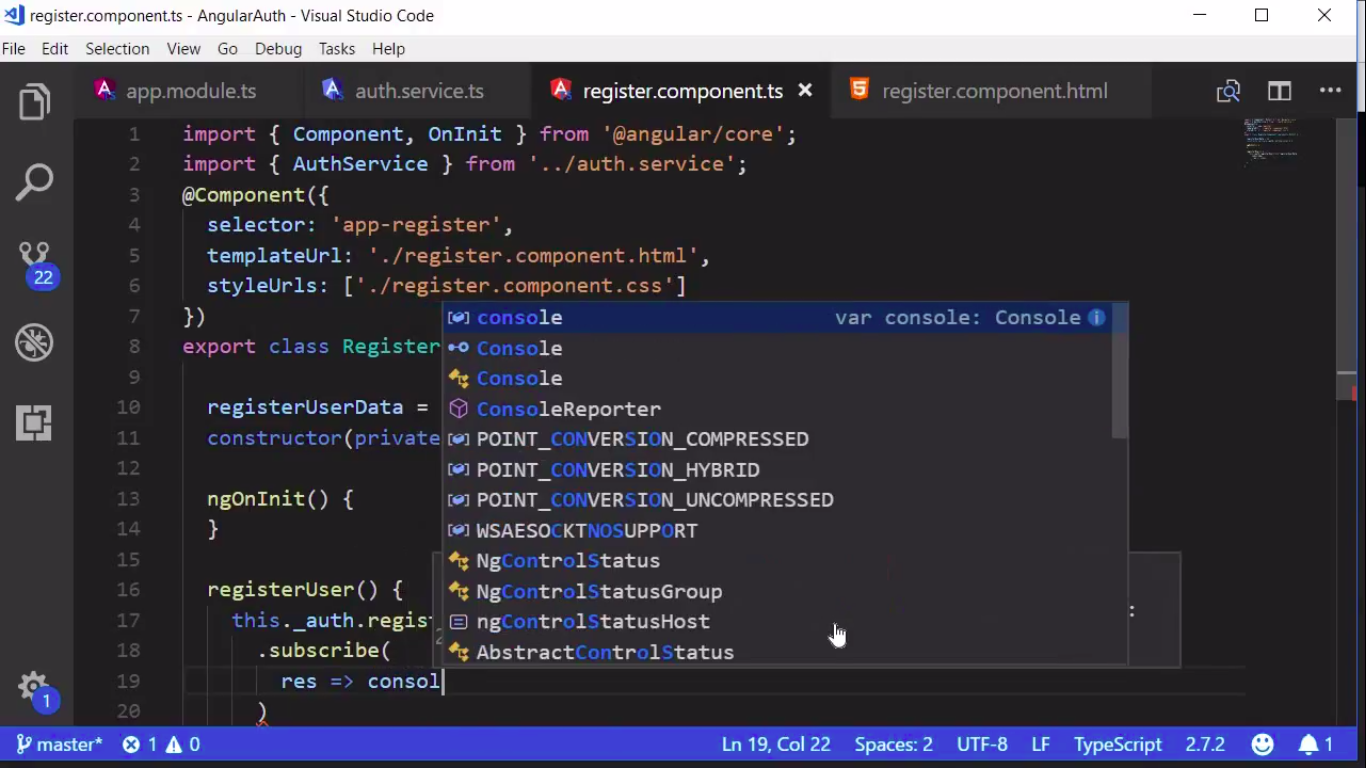 register.component.ts - AngularAuth - Visual Studio Code
File Edit Selection View Go Debug Tasks Help
app.module.ts auth.service.ts register.component.ts register.component.html
1 import { Component, OnInit } from '@angular/core';
2 import { AuthService } from '../auth.service';
3 @Component({
4 selector: 'app-register',
5 templateUrl: './register.component.html',
6 styleUrls: ['./register.component.css']
7 })
console var console: Console
8 export class Register
Console
9
Console
10 registerUserData =
ConsoleReporter
11 constructor(private
POINT_CONVERSION_COMPRESSED
12
POINT_CONVERSION_HYBRID
13 ngOnInit() {
POINT_CONVERSION_UNCOMPRESSED
14 }
WSAESOCKTNOSUPPORT
15
NgControlStatus
16 registerUser() {
NgControlStatusGroup
17 this._auth.regis
ngControlStatusHost :
18 .subscribe(
AbstractControlStatus
19 res => consol
20 )
22
1
master* 1 0 Ln 19, Col 22 Spaces: 2 UTF-8 LF TypeScript 2.7.2 1